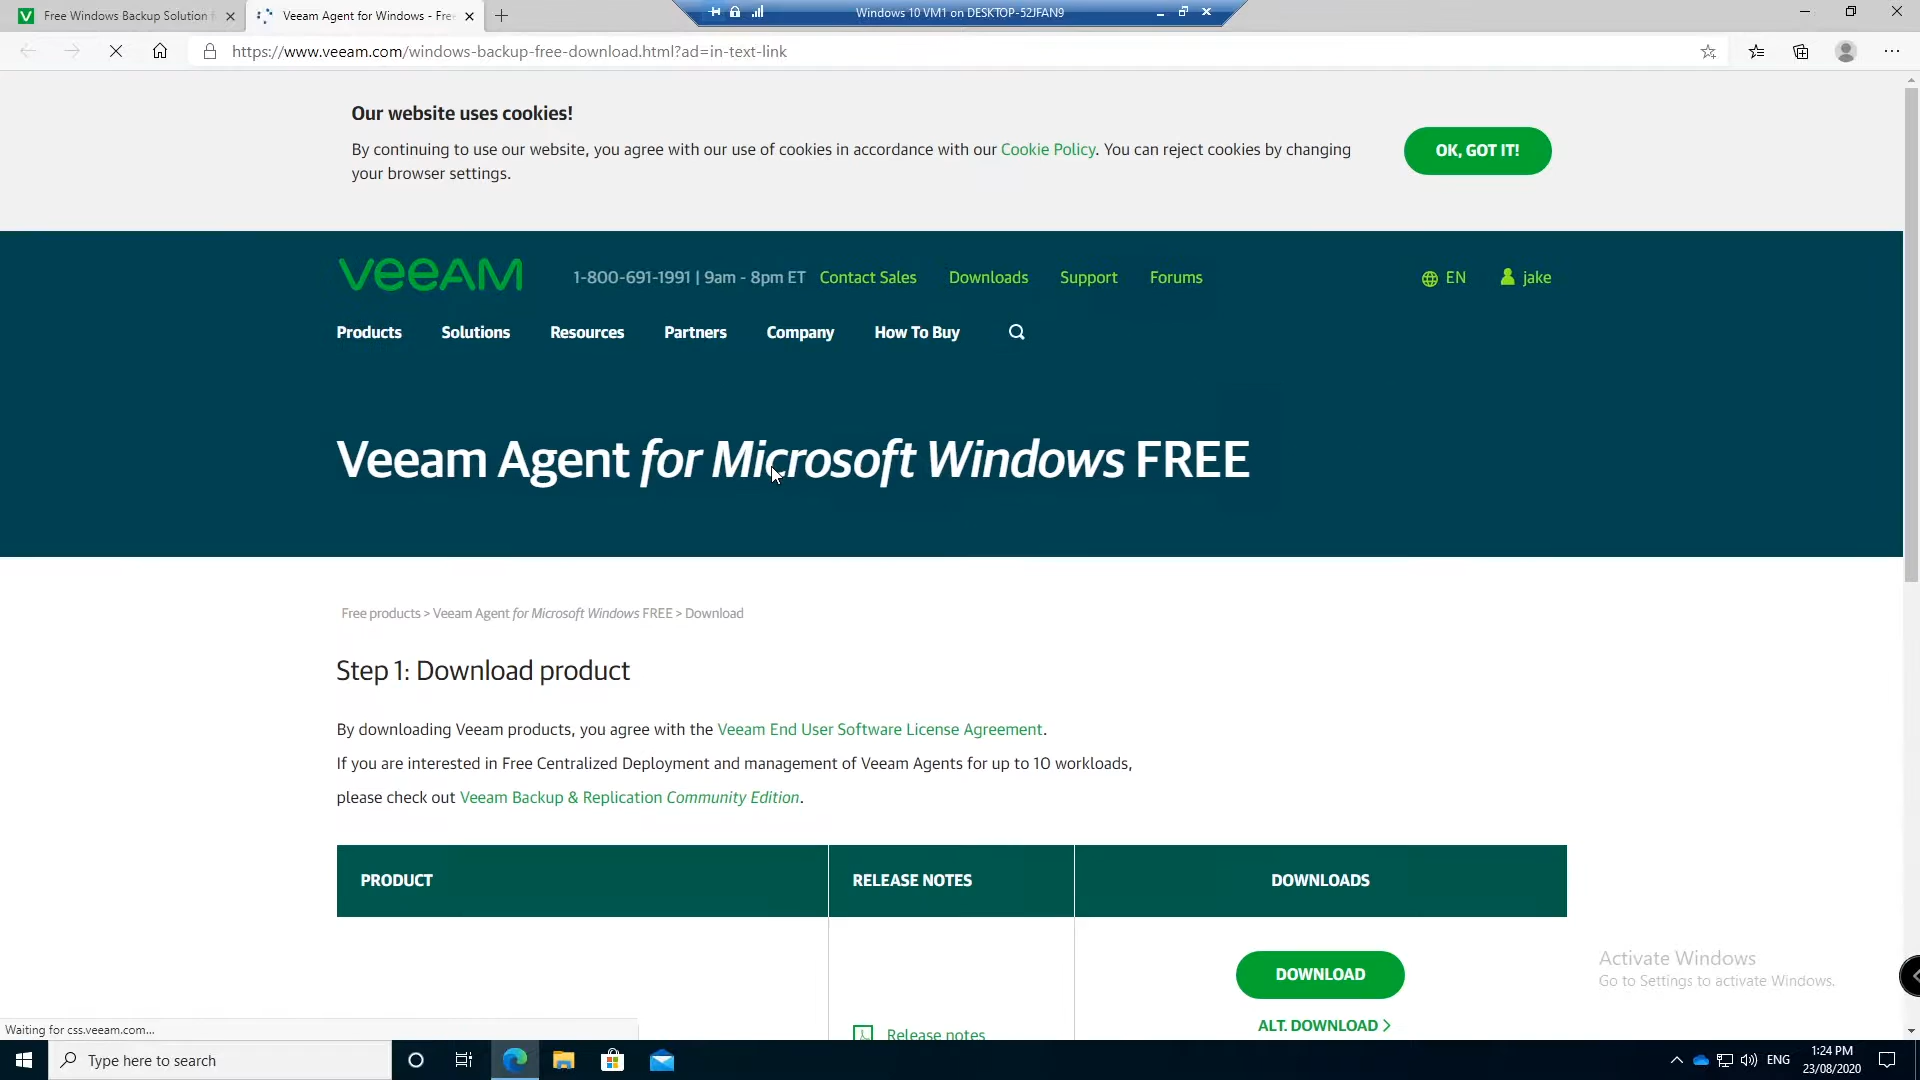 Free Windows Backup Solution
Veeam Agent for Windows - Fre
Windows 10 VM1 on DESKTOP-52JFAN9
https://www.veeam.com/windows-backup-free-download.html?ad=in-text-link
Our website uses cookies!
By continuing to use our website, you agree with our use of cookies in accordance with our Cookie Policy. You can reject cookies by changing
your browser settings.
OK, GOT IT!
veeAM
1-800-691-1991 | 9am - 8pm ET
Contact Sales
Downloads
Support
Forums
EN
jake
Products
Solutions
Resources
Partners
Company
How To Buy
Veeam Agent for Microsoft Windows FREE
Free products > Veeam Agent for Microsoft Windows FREE > Download
Step 1: Download product
By downloading Veeam products, you agree with the Veeam End User Software License Agreement.
If you are interested in Free Centralized Deployment and management of Veeam Agents for up to 10 workloads,
please check out Veeam Backup & Replication Community Edition.
PRODUCT
RELEASE NOTES
DOWNLOADS
DOWNLOAD
ALT. DOWNLOAD >
Release notes
Activate Windows
Go to Settings to activate Windows.
Waiting for css.veeam.com...
Type here to search
ENG
1:24 PM
23/08/2020